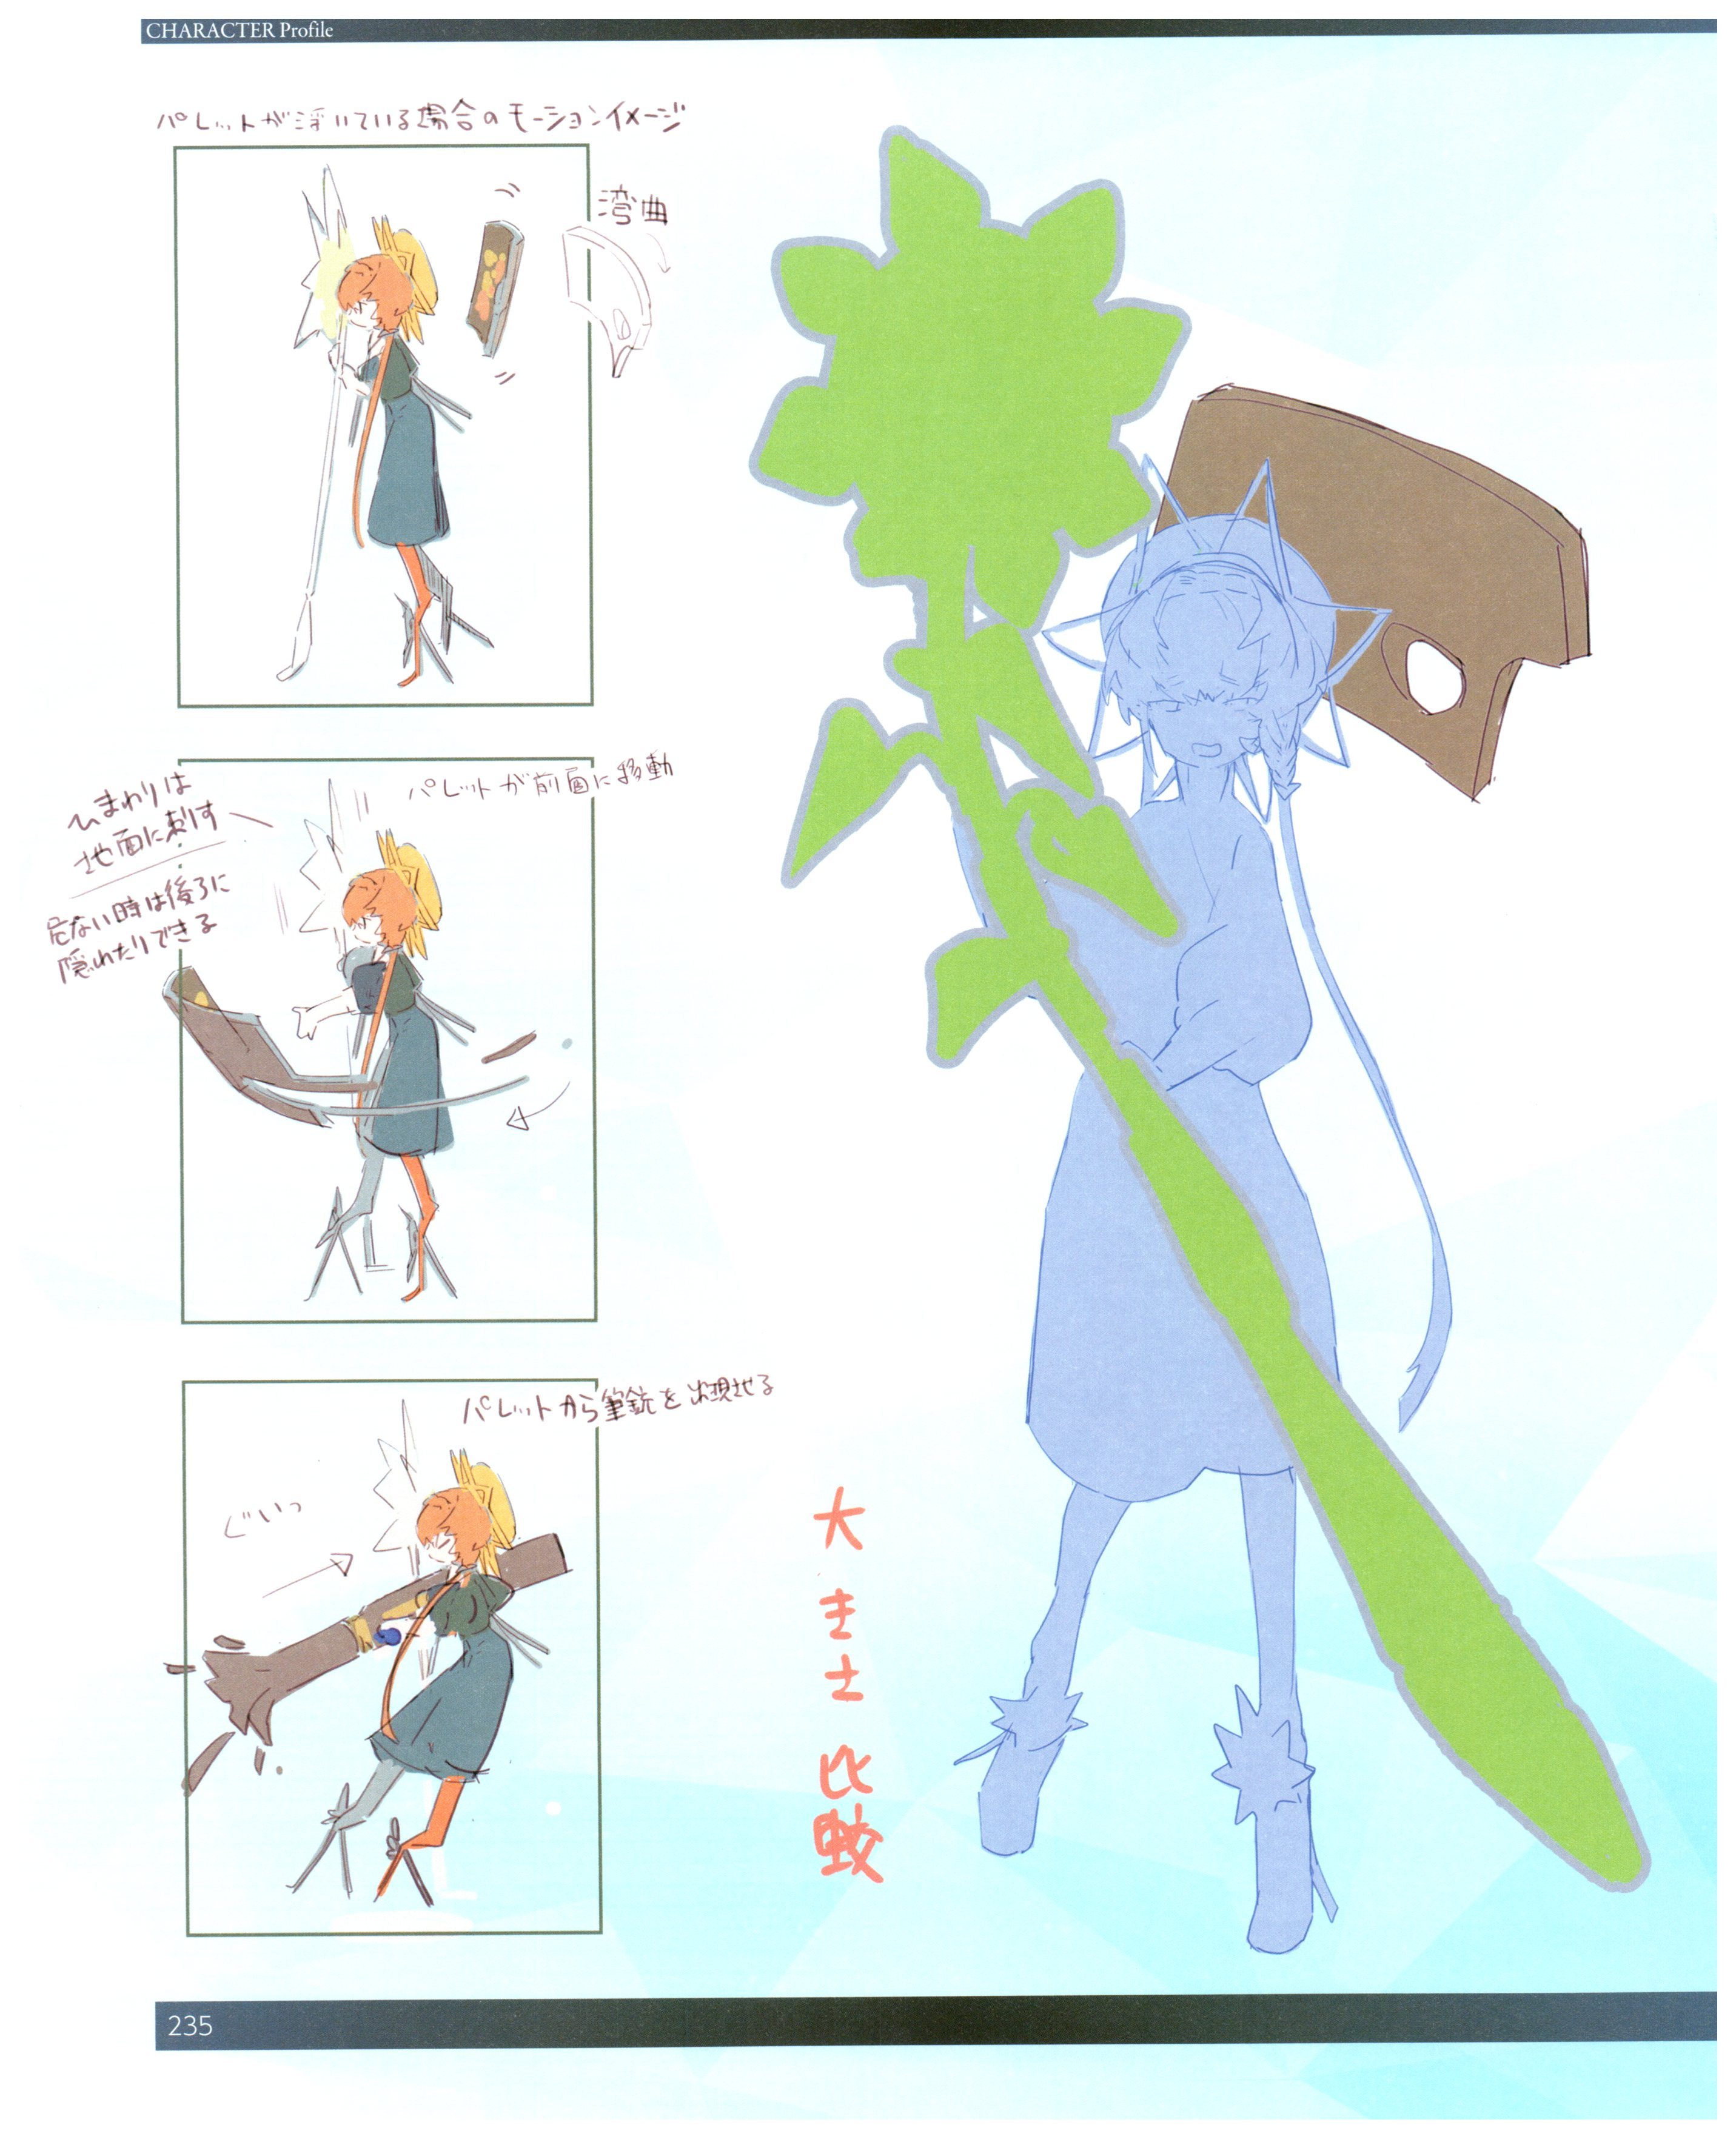 CHARACTER Profile
パレットが浮いている場合のモーションイメージ
湾曲
パレットが前面に移動
ひまわりは
地面に刺す
危ない時は後ろに
隠れたりできる
パレットから筆銃を出現させる
ぐいっ
大きさ比較
235